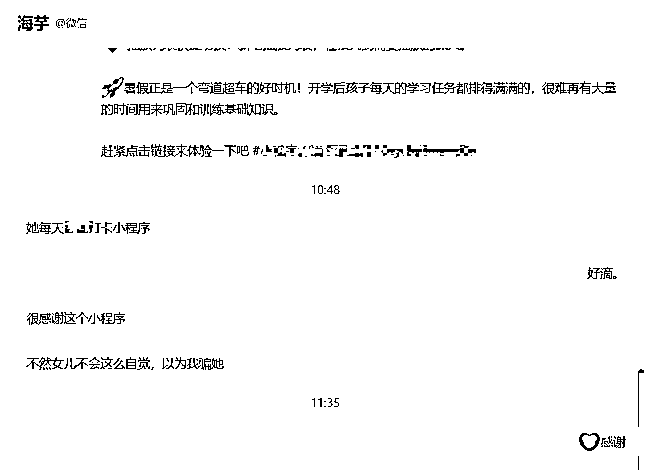 海芋 @微信
暑假正是一个弯道超车的好时机！开学后孩子每天的学习任务都排得满满的，很难再有大量
的时间用来巩固和训练基础知识。
赶紧点击链接来体验一下吧 #
10:48
她每天打卡小程序
好滴。
很感谢这个小程序
不然女儿不会这么自觉，以为我骗她
11:35
感谢